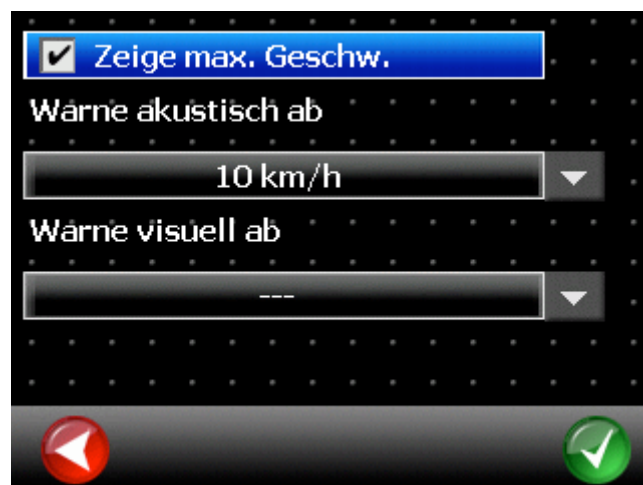 Zeige max. Geschw.
Warne akustisch ab
10 km/h
Warne visuell ab
---